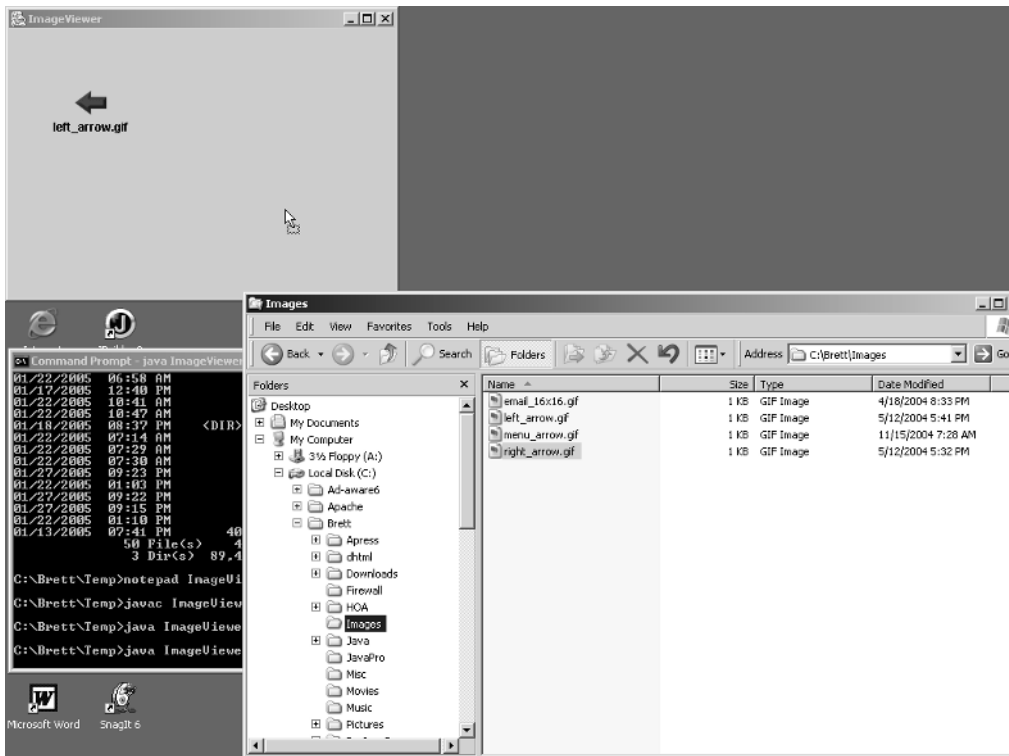 ImageViewer
left_arrow.gif
Images
File Edit View Favorites Tools Help
Back Search Folders Address C:\Brett\Images Go
Command Prompt - java ImageViewer
01/22/2005 06:58 AM
01/17/2005 12:40 PM
01/22/2005 10:41 AM
01/22/2005 10:47 AM
01/18/2005 08:37 PM <DIR>
01/22/2005 07:14 AM
01/22/2005 07:29 AM
01/22/2005 07:30 AM
01/27/2005 09:23 PM
01/22/2005 01:03 PM
01/27/2005 09:22 PM
01/27/2005 09:15 PM
01/22/2005 01:10 PM
01/13/2005 07:41 PM 40
50 File(s) 4
3 Dir(s) 89,4
C:\Brett\Temp>notepad ImageVi
C:\Brett\Temp>javac ImageView
C:\Brett\Temp>java ImageViewe
C:\Brett\Temp>java ImageViewe
Microsoft Word SnagIt 6
Folders
Desktop
My Documents
My Computer
3½ Floppy (A:)
Local Disk (C:)
Ad-aware6
Apache
Brett
Apress
dhtml
Downloads
Firewall
HOA
Images
Java
JavaPro
Misc
Movies
Music
Pictures
Name Size Type Date Modified
email_16x16.gif 1 KB GIF Image 4/18/2004 8:33 PM
left_arrow.gif 1 KB GIF Image 5/12/2004 5:41 PM
menu_arrow.gif 1 KB GIF Image 11/15/2004 7:28 AM
right_arrow.gif 1 KB GIF Image 5/12/2004 5:32 PM